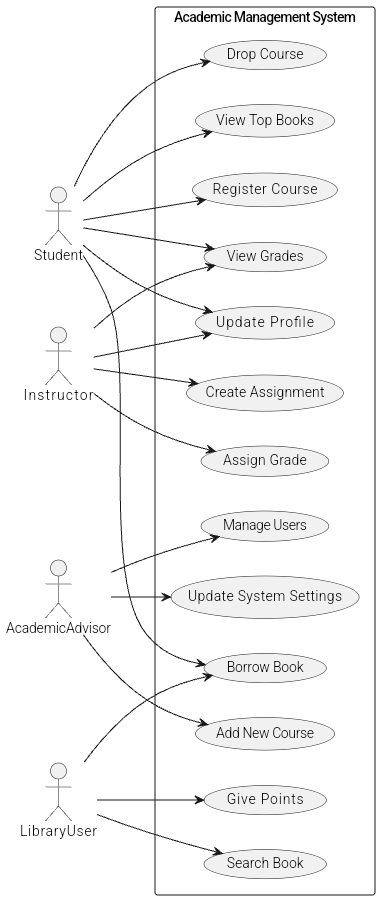 Academic Management System
Drop Course
View Top Books
Register Course
Student
View Grades
Update Profile
Instructor
Create Assignment
Assign Grade
Manage Users
Update System Settings
AcademicAdvisor
Borrow Book
Add New Course
Give Points
LibraryUser
Search Book